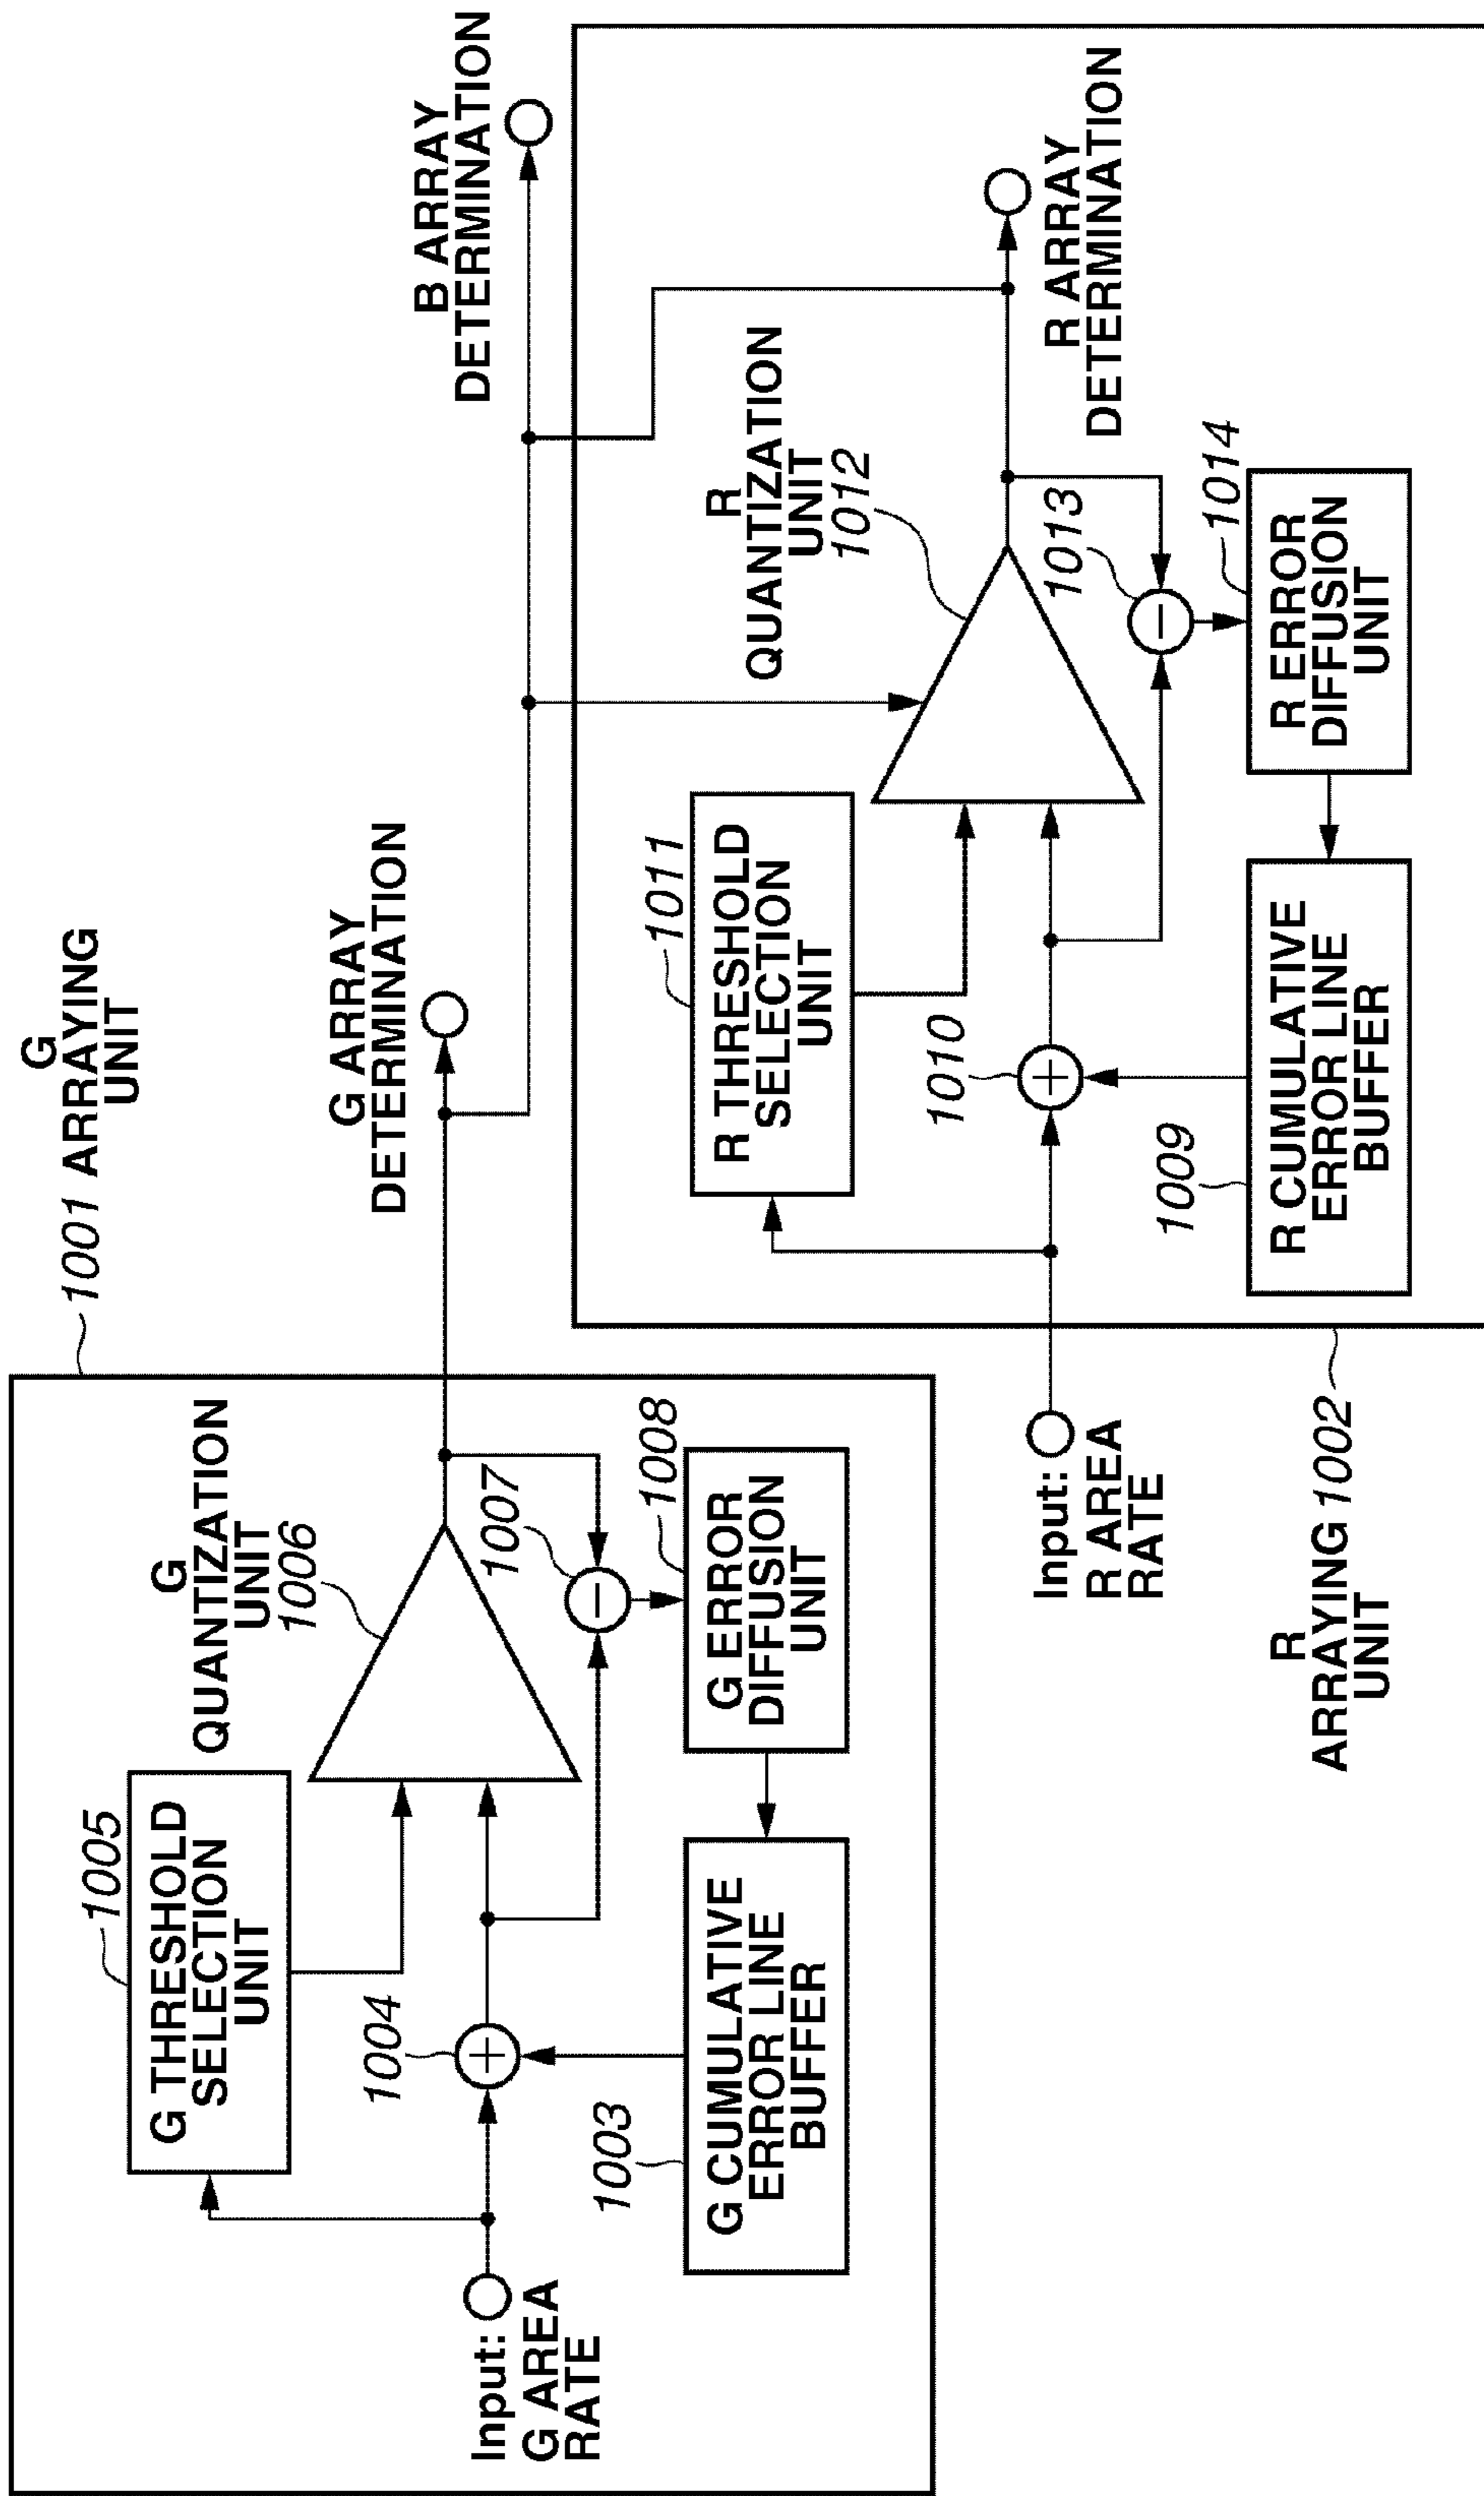 G
1001 ARRAYING
UNIT
1005
G THRESHOLD
SELECTION
UNIT
G
QUANTIZATION
UNIT
1006
1004
1007
Input:
G AREA
RATE
1003
G CUMULATIVE
ERROR LINE
BUFFER
1008
G ERROR
DIFFUSION
UNIT
G ARRAY
DETERMINATION
B ARRAY
DETERMINATION
1011
R THRESHOLD
SELECTION
UNIT
R
QUANTIZATION
UNIT
1012
1010
1013
R ARRAY
DETERMINATION
Input:
R AREA
RATE
1009
R CUMULATIVE
ERROR LINE
BUFFER
1014
R ERROR
DIFFUSION
UNIT
R
ARRAYING 1002
UNIT